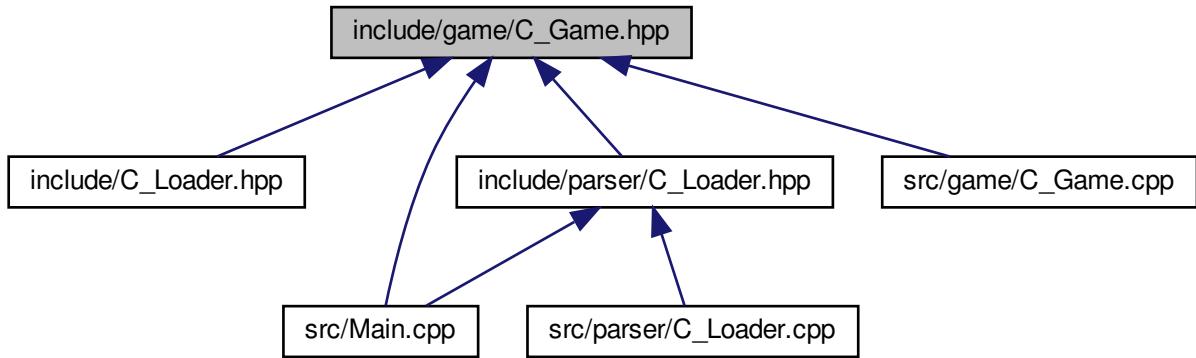 include/game/C_Game.hpp
include/C_Loader.hpp
include/parser/C_Loader.hpp
src/game/C_Game.cpp
src/Main.cpp
src/parser/C_Loader.cpp